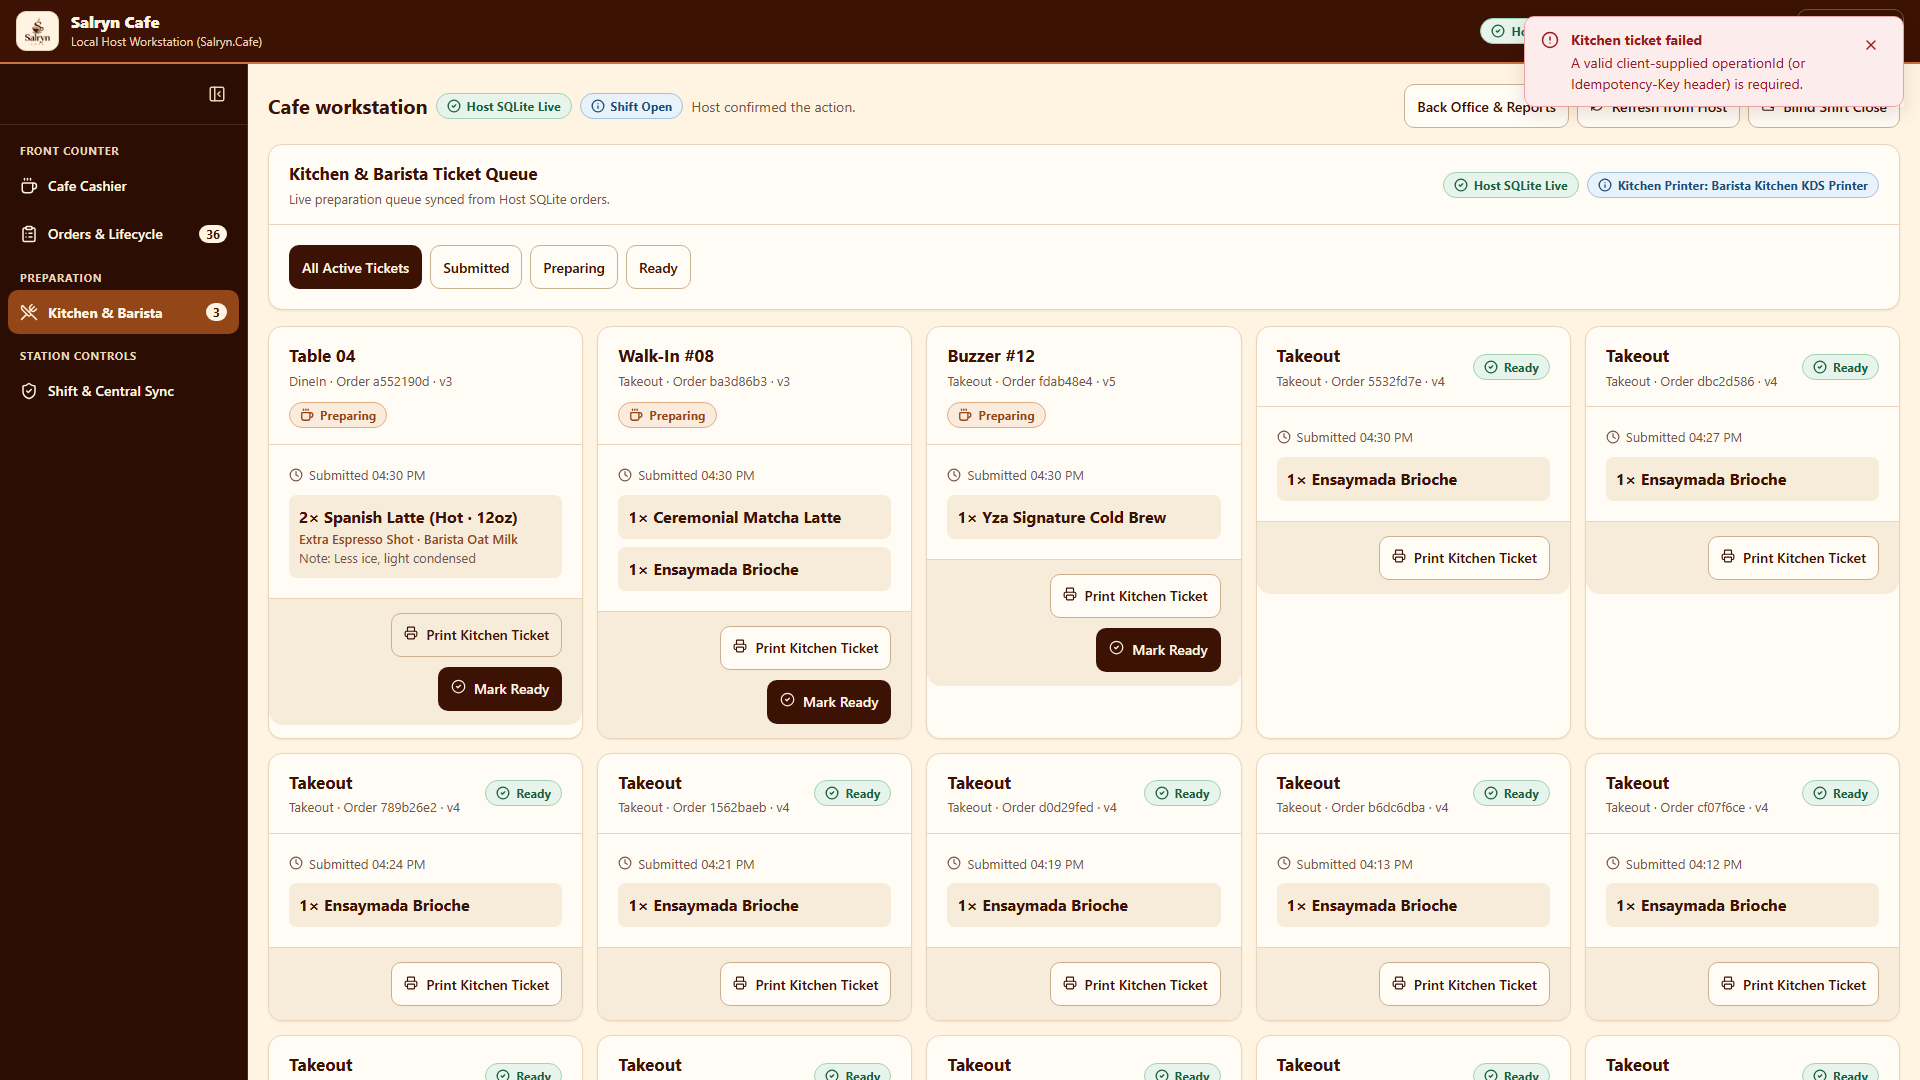 Salryn
Salryn Cafe
Local Host Workstation (Salryn.Cafe)
Kitchen ticket failed
A valid client-supplied operationId (or
Idempotency-Key header) is required.
FRONT COUNTER
Cafe Cashier
Orders & Lifecycle
36
PREPARATION
Kitchen & Barista
3
STATION CONTROLS
Shift & Central Sync
Cafe workstation
Host SQLite Live
Shift Open
Host confirmed the action.
Back Office & Reports
Refresh from Host
Blind Shift Close
Kitchen & Barista Ticket Queue
Live preparation queue synced from Host SQLite orders.
Host SQLite Live
Kitchen Printer: Barista Kitchen KDS Printer
All Active Tickets
Submitted
Preparing
Ready
Table 04
DineIn · Order a552190d · v3
Preparing
Submitted 04:30 PM
2× Spanish Latte (Hot · 12oz)
Extra Espresso Shot · Barista Oat Milk
Note: Less ice, light condensed
Print Kitchen Ticket
Mark Ready
Walk-In #08
Takeout · Order ba3d86b3 · v3
Preparing
Submitted 04:30 PM
1× Ceremonial Matcha Latte
1× Ensaymada Brioche
Print Kitchen Ticket
Mark Ready
Buzzer #12
Takeout · Order fdab48e4 · v5
Preparing
Submitted 04:30 PM
1× Yza Signature Cold Brew
Print Kitchen Ticket
Mark Ready
Takeout
Takeout · Order 5532fd7e · v4
Ready
Submitted 04:30 PM
1× Ensaymada Brioche
Print Kitchen Ticket
Takeout
Takeout · Order dbc2d586 · v4
Ready
Submitted 04:27 PM
1× Ensaymada Brioche
Print Kitchen Ticket
Takeout
Takeout · Order 789b26e2 · v4
Ready
Submitted 04:24 PM
1× Ensaymada Brioche
Print Kitchen Ticket
Takeout
Takeout · Order 1562baeb · v4
Ready
Submitted 04:21 PM
1× Ensaymada Brioche
Print Kitchen Ticket
Takeout
Takeout · Order d0d29fed · v4
Ready
Submitted 04:19 PM
1× Ensaymada Brioche
Print Kitchen Ticket
Takeout
Takeout · Order b6dc6dba · v4
Ready
Submitted 04:13 PM
1× Ensaymada Brioche
Print Kitchen Ticket
Takeout
Takeout · Order cf07f6ce · v4
Ready
Submitted 04:12 PM
1× Ensaymada Brioche
Print Kitchen Ticket
Takeout
Ready
Takeout
Ready
Takeout
Ready
Takeout
Ready
Takeout
Ready